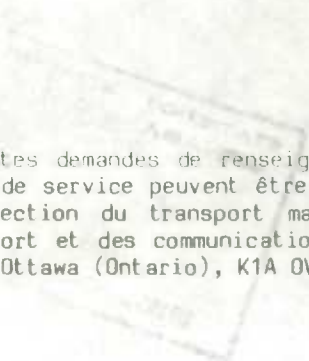 tes demandes de renseig
de service peuvent être
ection du transport ma
ort et des communicatio
Ottawa (Ontario), K1A OV